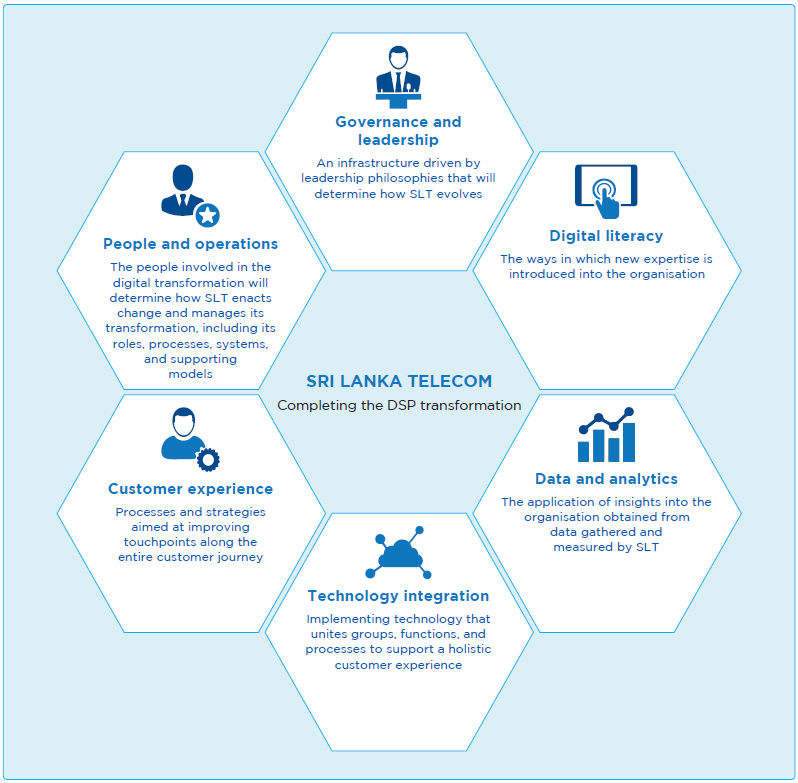 Governance and
leadership
An infrastructure driven by
leadership philosophies that will
determine how SLT evolves
People and operations
The people involved in the
digital transformation will
determine how SLT enacts
change and manages its
transformation, including its
roles, processes, systems,
and supporting
models
Digital literacy
The ways in which new expertise is
introduced into the organisation
SRI LANKA TELECOM
Completing the DSP transformation
Customer experience
Processes and strategies
aimed at improving
touchpoints along the
entire customer journey
Data and analytics
The application of insights into the
organisation obtained from
data gathered and
measured by SLT
Technology integration
Implementing technology that
unites groups, functions, and
processes to support a holistic
customer experience